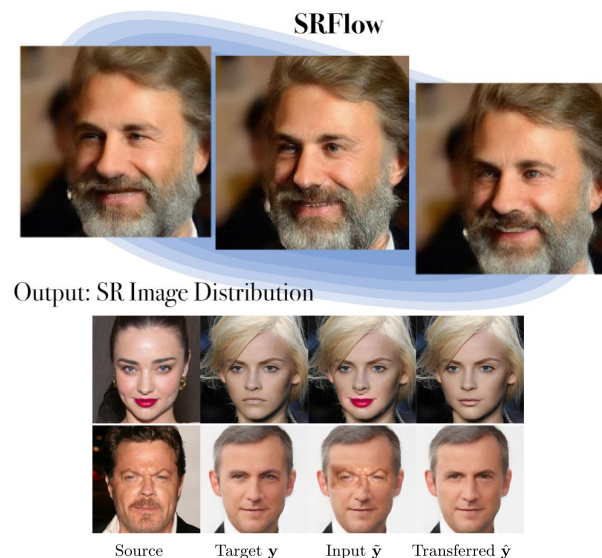 SRFlow
Output: SR Image Distribution
Source Target y Input ỹ Transferred ŷ